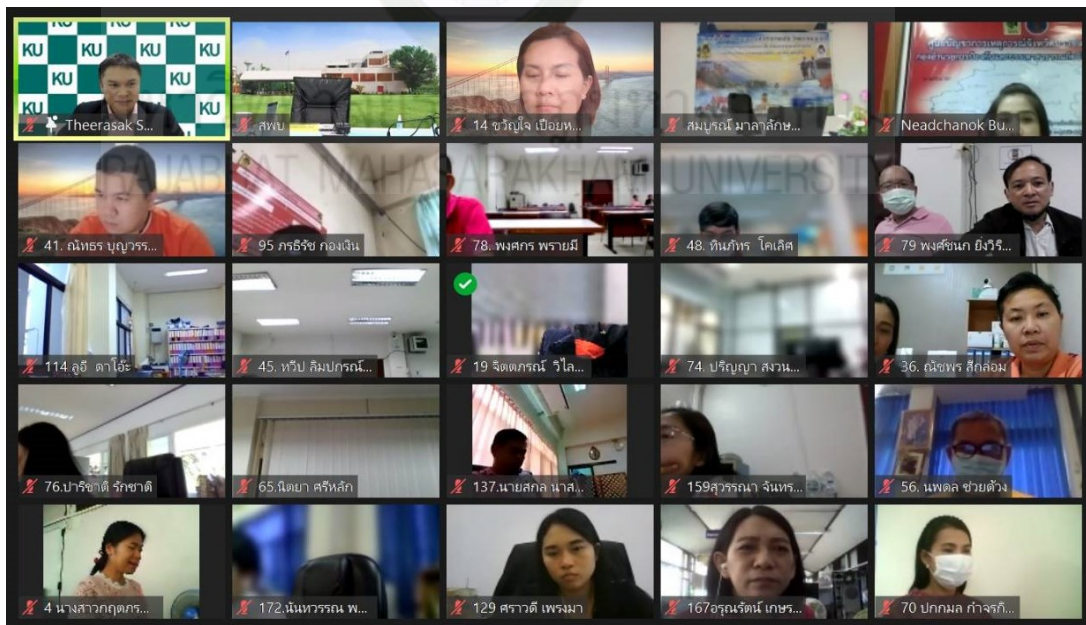 KU KU KU KU
KU KU
KU KU
Theerasak S...
สพบ
14 ขวัญใจ เปือยห...
สมบูรณ์ มาลาลักษ...
Neadchanok Bu...
RAJABHAT MAHASARAKHAM UNIVERSITY
41. ณัทธร บุญวรร...
95 ภรธีรัช กองเงิน
78. พงศกร พรายมี
48. หินภัทร โคเลิศ
79 พงศ์ชนก ยิ่งวิริ...
114 ลูอี ดาโอ๊ะ
45. ทวีป ลิมปกรณ์...
19 จิตตภรณ์ วิไล...
74. ปริญญา สงวน...
36. ณัชพร สีกล่อม
76.ปาริชาติ รักชาติ
65.นิตยา ศรีหลัก
137.นายสกล นาส...
159สุวรรณา จันทร...
56. นพดล ช่วยด้วง
4 นางสาวกฤตภร...
172.นันทวรรณ พ...
129 ศราวดี เพรงมา
167อรุณรัตน์ เกษร...
70 ปกกมล กำจรกิ...